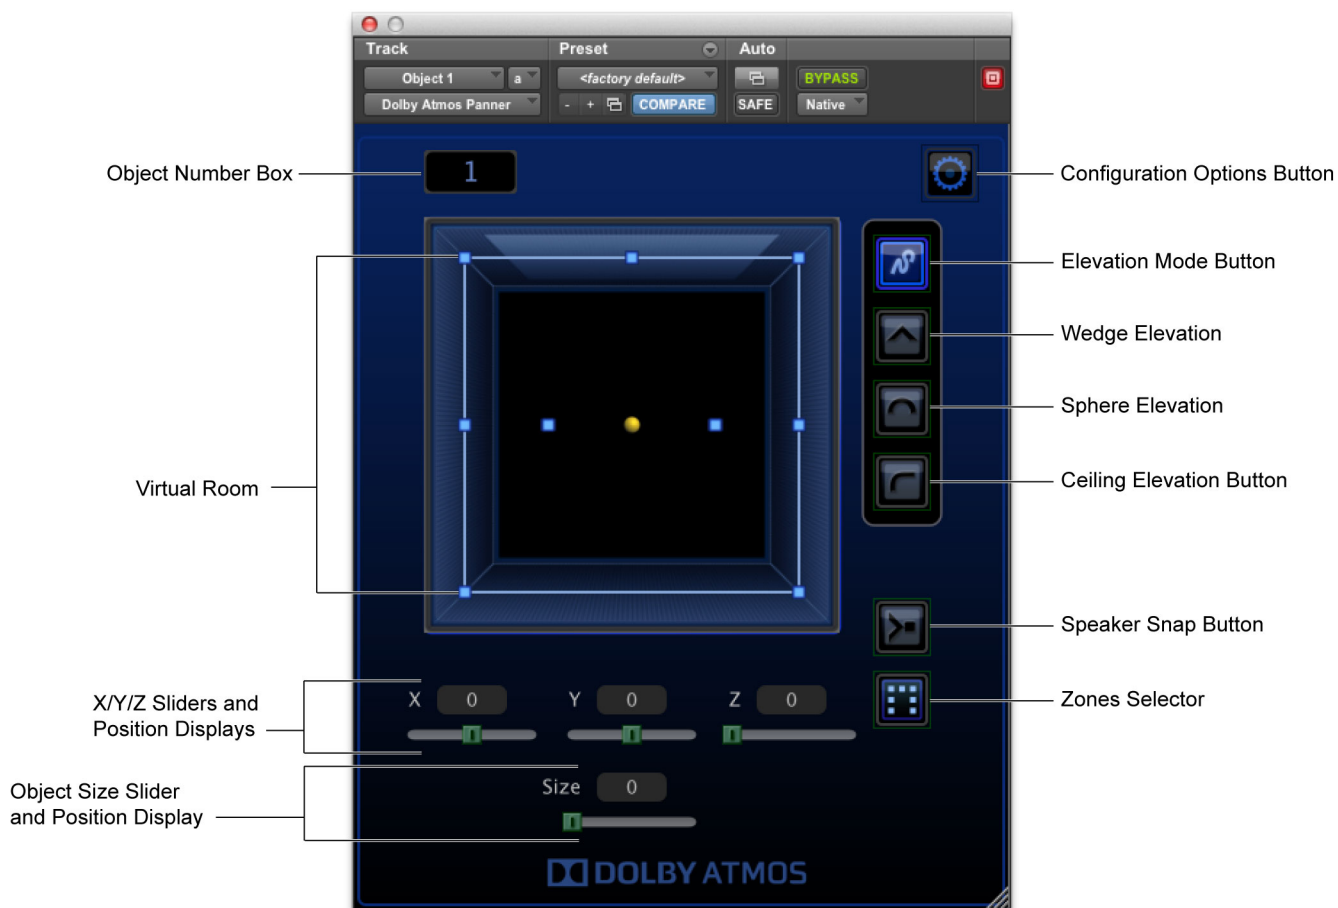 Track
Preset
Auto
Object 1
a
<factory default>
BYPASS
Dolby Atmos Panner
- + COMPARE
SAFE
Native
Object Number Box
1
Configuration Options Button
Elevation Mode Button
Wedge Elevation
Sphere Elevation
Ceiling Elevation Button
Virtual Room
Speaker Snap Button
X/Y/Z Sliders and
Position Displays
X 0
Y 0
Z 0
Zones Selector
Object Size Slider
and Position Display
Size 0
DOLBY ATMOS